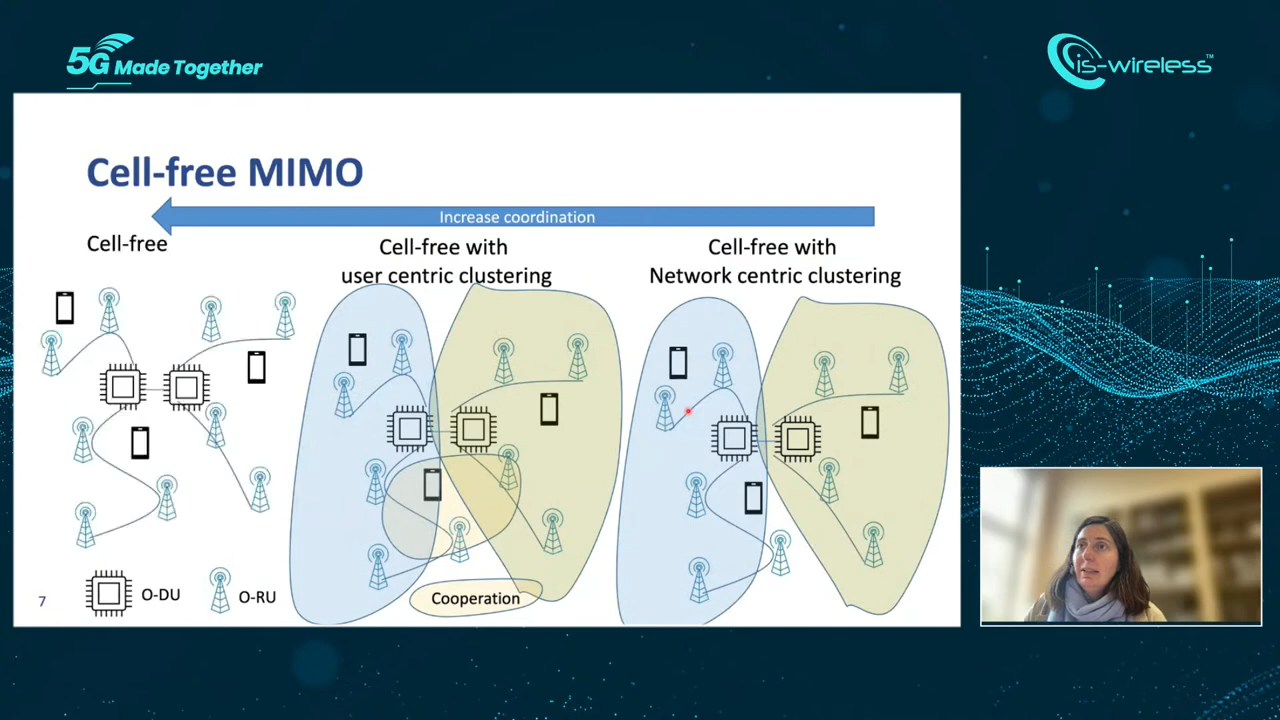 5G Made Together
is-wireless™
Cell-free MIMO
Increase coordination
Cell-free
Cell-free with
user centric clustering
Cell-free with
Network centric clustering
Cooperation
O-DU
O-RU
7